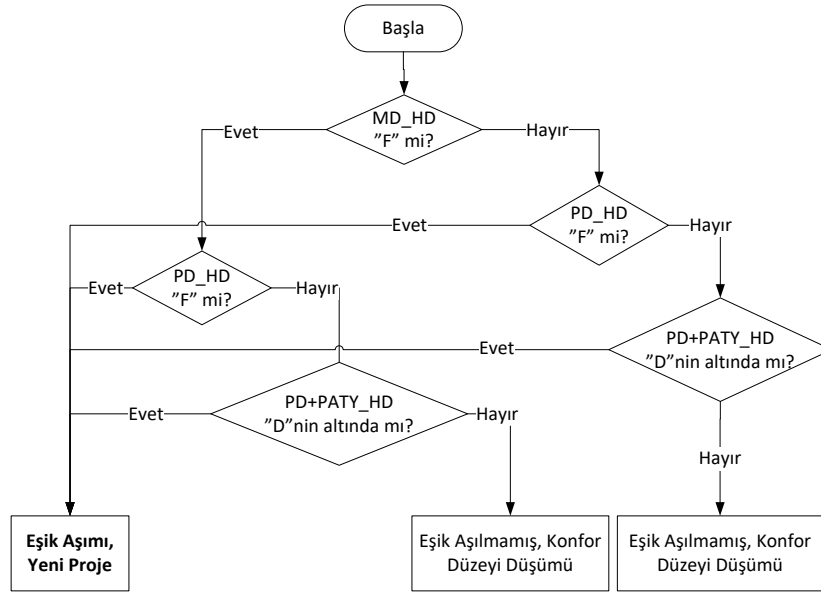 Başla
MD_HD
”F” mi?
Evet
Hayır
PD_HD
”F” mi?
Evet
Hayır
PD_HD
”F” mi?
Evet
Hayır
PD+PATY_HD
”D”nin altında mı?
Evet
Hayır
PD+PATY_HD
”D”nin altında mı?
Evet
Hayır
Eşik Aşımı,
Yeni Proje
Eşik Aşılmamış, Konfor
Düzeyi Düşümü
Eşik Aşılmamış, Konfor
Düzeyi Düşümü